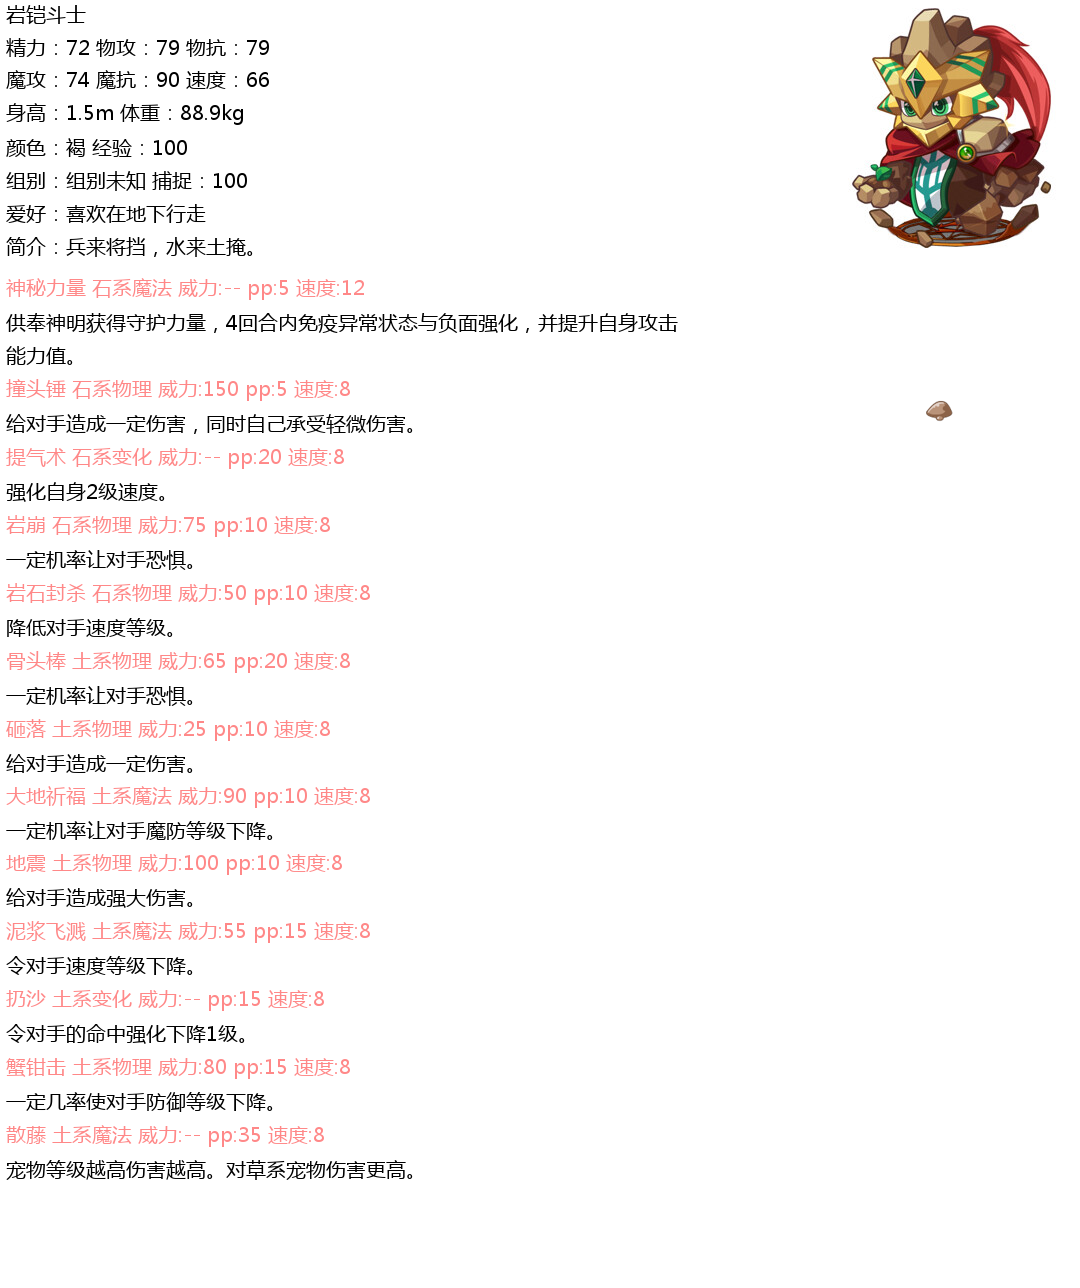 岩铠斗士
精力：72 物攻：79 物抗：79
魔攻：74 魔抗：90 速度：66
身高：1.5m 体重：88.9kg
颜色：褐 经验：100
组别：组别未知 捕捉：100
爱好：喜欢在地下行走
简介：兵来将挡，水来土掩。
神秘力量 石系魔法 威力:-- pp:5 速度:12
供奉神明获得守护力量，4回合内免疫异常状态与负面强化，并提升自身攻击
能力值。
撞头锤 石系物理 威力:150 pp:5 速度:8
给对手造成一定伤害，同时自己承受轻微伤害。
提气术 石系变化 威力:-- pp:20 速度:8
强化自身2级速度。
岩崩 石系物理 威力:75 pp:10 速度:8
一定机率让对手恐惧。
岩石封杀 石系物理 威力:50 pp:10 速度:8
降低对手速度等级。
骨头棒 土系物理 威力:65 pp:20 速度:8
一定机率让对手恐惧。
砸落 土系物理 威力:25 pp:10 速度:8
给对手造成一定伤害。
大地祈福 土系魔法 威力:90 pp:10 速度:8
一定机率让对手魔防等级下降。
地震 土系物理 威力:100 pp:10 速度:8
给对手造成强大伤害。
泥浆飞溅 土系魔法 威力:55 pp:15 速度:8
令对手速度等级下降。
扔沙 土系变化 威力:-- pp:15 速度:8
令对手的命中强化下降1级。
蟹钳击 土系物理 威力:80 pp:15 速度:8
一定几率使对手防御等级下降。
散藤 土系魔法 威力:-- pp:35 速度:8
宠物等级越高伤害越高。对草系宠物伤害更高。